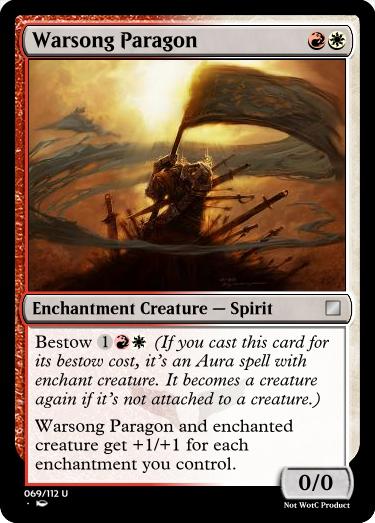 Warsong Paragon
Enchantment Creature — Spirit
Bestow 1 (If you cast this card for
its bestow cost, it's an Aura spell with
enchant creature. It becomes a creature
again if it's not attached to a creature.)
Warsong Paragon and enchanted
creature get +1/+1 for each
enchantment you control.
0/0
069/112 U
Not WotC Product